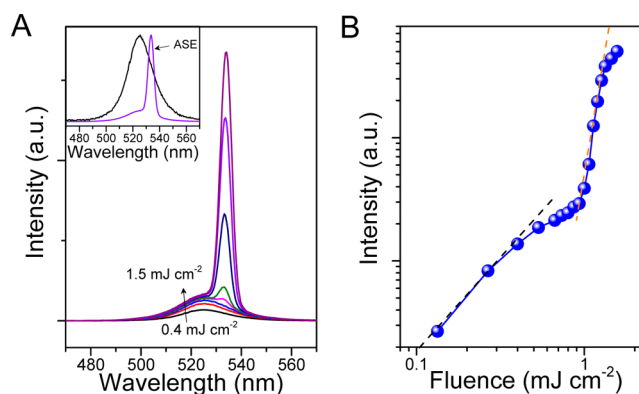 A
ASE
480 500 520 540 560
Wavelength (nm)
Intensity (a.u.)
1.5 mJ cm-2
0.4 mJ cm-2
480 500 520 540 560
Wavelength (nm)
B
Intensity (a.u.)
0.1 1
Fluence (mJ cm-2)